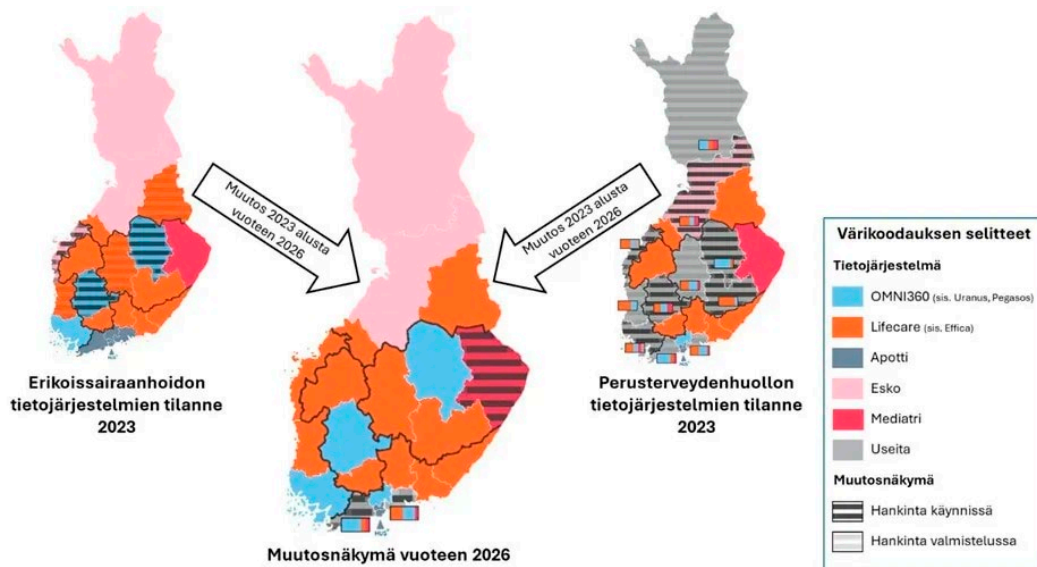 Muutos 2023 alusta
vuoteen 2026
Muutos 2023 alusta
vuoteen 2026
Erikoissairaanhoidon
tietojärjestelmien tilanne
2023
Muutosnäkymä vuoteen 2026
HUS
Perusterveydenhuollon
tietojärjestelmien tilanne
2023
Värikoodauksen selitteet
Tietojärjestelmä
OMNI360 (sis. Uranus, Pegasos)
Lifecare (sis. Effica)
Apotti
Esko
Mediatri
Useita
Muutosnäkymä
Hankinta käynnissä
Hankinta valmistelussa